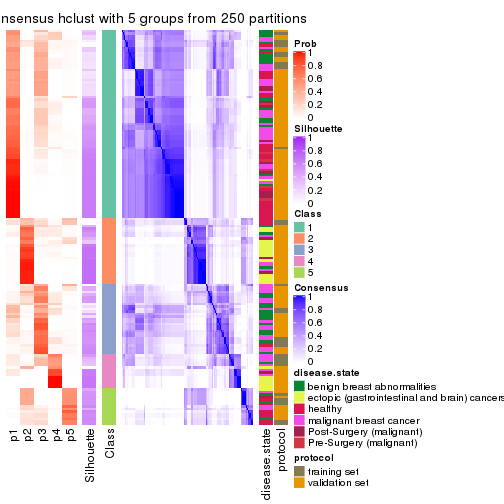 nsensus hclust with 5 groups from 250 partitions
Prob
0.8
0.6
0.4
0.2
0
Silhouette
1
0.8
0.6
0.4
0.2
0
Class
1
2
3
4
5
Consensus
1
0.8
0.6
0.4
0.2
0
disease.state
benign breast abnormalities
ectopic (gastrointestinal and brain) cancers
healthy
malignant breast cancer
Post-Surgery (malignant)
Pre-Surgery (malignant)
protocol
training set
validation set
p1
p2
p3
p4
p5
Silhouette
Class
disease.state
protocol